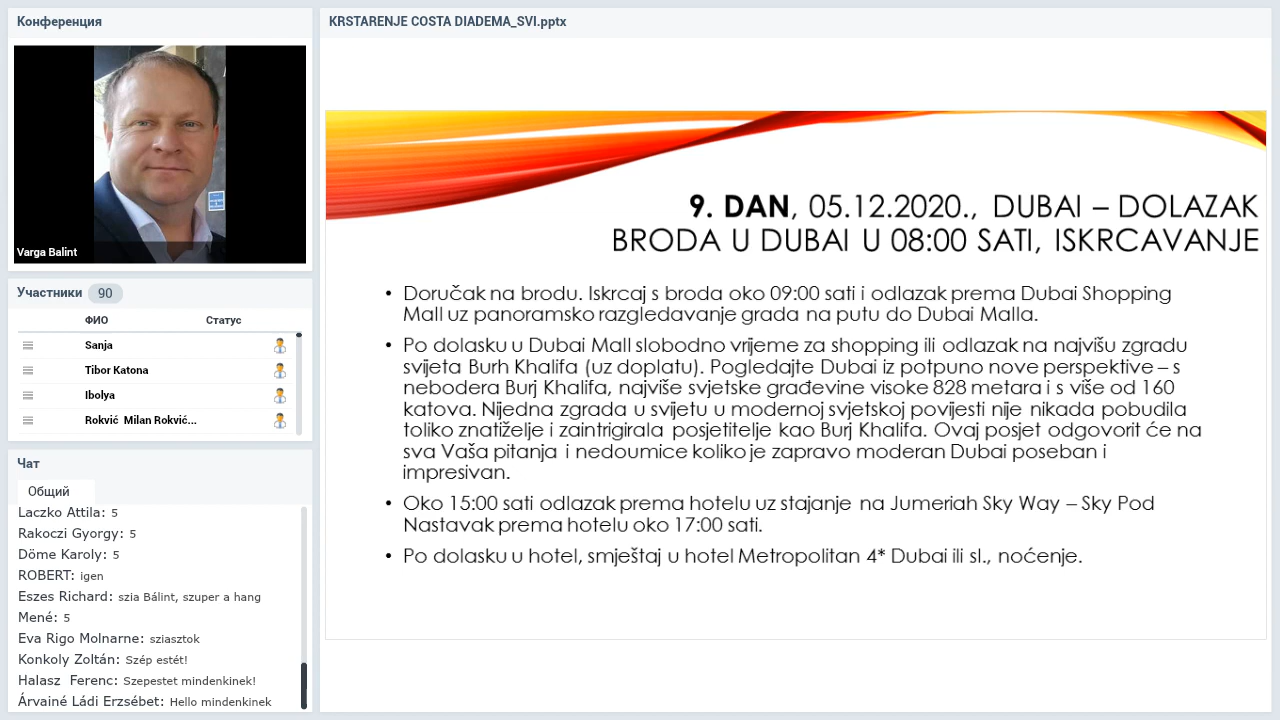 Конференция
Varga Balint
Участники 90
ФИО Статус
Sanja
Tibor Katona
Ibolya
Rokvić Milan Rokvić...
Чат
Общий
Laczko Attila: 5
Rakoczi Gyorgy: 5
Döme Karoly: 5
ROBERT: igen
Eszes Richard: szia Bálint, szuper a hang
Mené: 5
Eva Rigo Molnarne: sziasztok
Konkoly Zoltán: Szép estét!
Halasz Ferenc: Szepestet mindenkinek!
Árvainé Ládi Erzsébet: Hello mindenkinek
KRSTARENJE COSTA DIADEMA_SVI.pptx
9. DAN, 05.12.2020., DUBAI – DOLAZAK
BRODA U DUBAI U 08:00 SATI, ISKRCAVANJE
• Doručak na brodu. Iskrcaj s broda oko 09:00 sati i odlazak prema Dubai Shopping
Mall uz panoramsko razgledavanje grada na putu do Dubai Malla.
• Po dolasku u Dubai Mall slobodno vrijeme za shopping ili odlazak na najvišu zgradu
svijeta Burh Khalifa (uz doplatu). Pogledajte Dubai iz potpuno nove perspektive – s
nebodera Burj Khalifa, najviše svjetske građevine visoke 828 metara i s više od 160
katova. Nijedna zgrada u svijetu u modernoj svjetskoj povijesti nije nikada pobudila
toliko znatiželje i zaintrigirala posjetitelje kao Burj Khalifa. Ovaj posjet odgovorit će na
sva Vaša pitanja i nedoumice koliko je zapravo moderan Dubai poseban i
impresivan.
• Oko 15:00 sati odlazak prema hotelu uz stajanje na Jumeriah Sky Way – Sky Pod
Nastavak prema hotelu oko 17:00 sati.
• Po dolasku u hotel, smještaj u hotel Metropolitan 4* Dubai ili sl., noćenje.